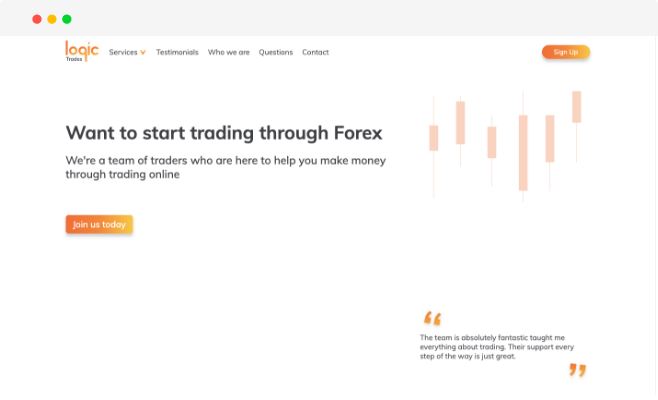 logic
Trades
Services
Testimonials
Who we are
Questions
Contact
Sign Up
Want to start trading through Forex
We're a team of traders who are here to help you make money
through trading online
Join us today
“
The team is absolutely fantastic taught me
everything about trading. Their support every
step of the way is just great.
”